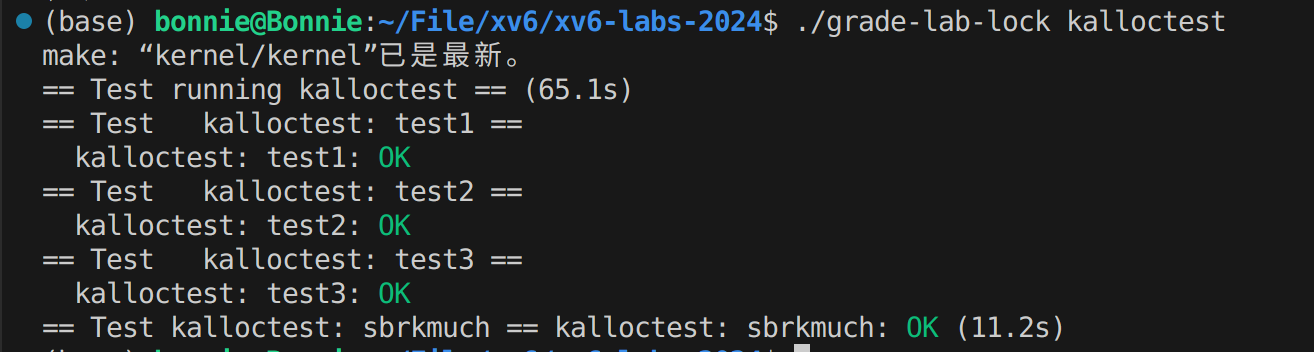 (base) bonnie@Bonnie:~/File/xv6/xv6-labs-2024$ ./grade-lab-lock kalloctest
make: “kernel/kernel”已是最新。
== Test running kalloctest == (65.1s)
== Test   kalloctest: test1 ==
  kalloctest: test1: OK
== Test   kalloctest: test2 ==
  kalloctest: test2: OK
== Test   kalloctest: test3 ==
  kalloctest: test3: OK
== Test kalloctest: sbrkmuch == kalloctest: sbrkmuch: OK (11.2s)